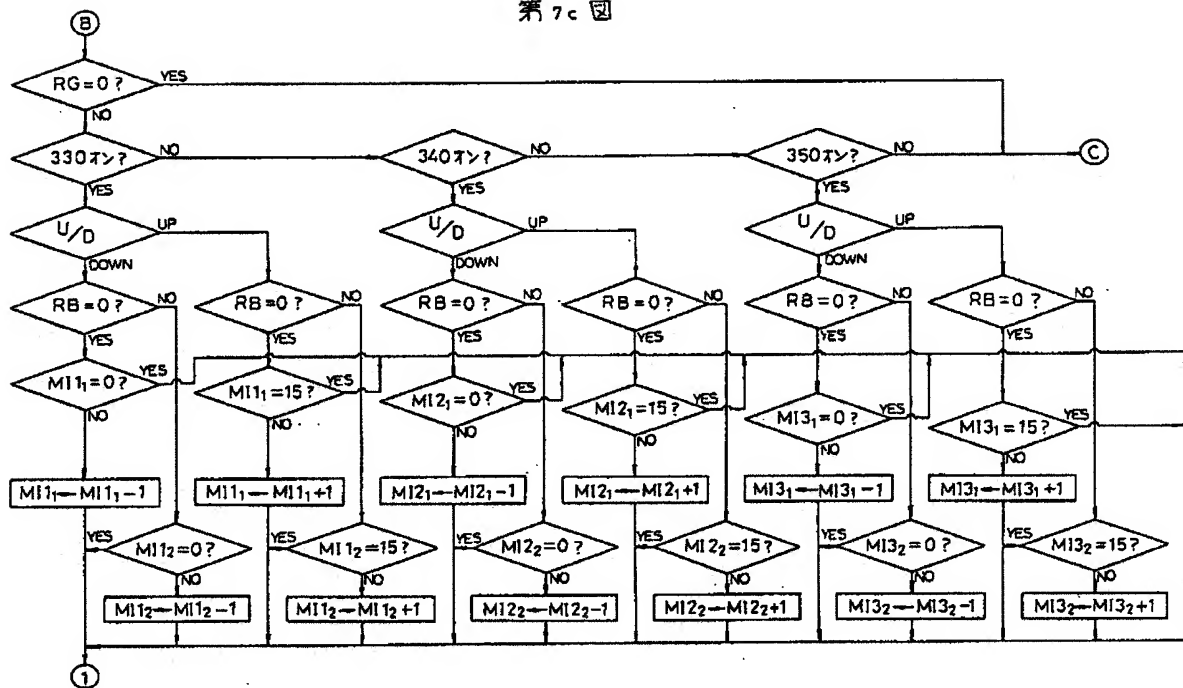 第7c図
B
RG=0?
YES
NO
330オン?
NO
340オン?
NO
350オン?
NO
C
YES
YES
YES
U/D
UP
U/D
UP
U/D
UP
DOWN
DOWN
DOWN
RB=0?
NO
RB=0?
NO
RB=0?
NO
RB=0?
NO
RB=0?
NO
RB=0?
NO
YES
YES
YES
YES
YES
YES
MI1₁=0?
YES
MI1₁=15?
YES
MI2₁=0?
YES
MI2₁=15?
YES
MI3₁=0?
YES
MI3₁=15?
YES
NO
NO
NO
NO
NO
NO
MI1₁←MI1₁-1
MI1₁←MI1₁+1
MI2₁←MI2₁-1
MI2₁←MI2₁+1
MI3₁←MI3₁-1
MI3₁←MI3₁+1
YES
MI1₂=0?
YES
MI1₂=15?
YES
MI2₂=0?
YES
MI2₂=15?
YES
MI3₂=0?
YES
MI3₂=15?
NO
NO
NO
NO
NO
NO
MI1₂←MI1₂-1
MI1₂←MI1₂+1
MI2₂←MI2₂-1
MI2₂←MI2₂+1
MI3₂←MI3₂-1
MI3₂←MI3₂+1
1